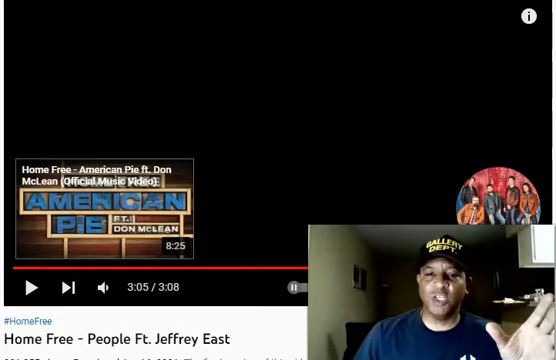 Home Free - American Pie ft. Don
McLean (Official Music Video)
AMERICAN
PIE
FT.
DON McLEAN
8:25
GALLERY
DEPT.
3:05 / 3:08
#HomeFree
Home Free - People Ft. Jeffrey East